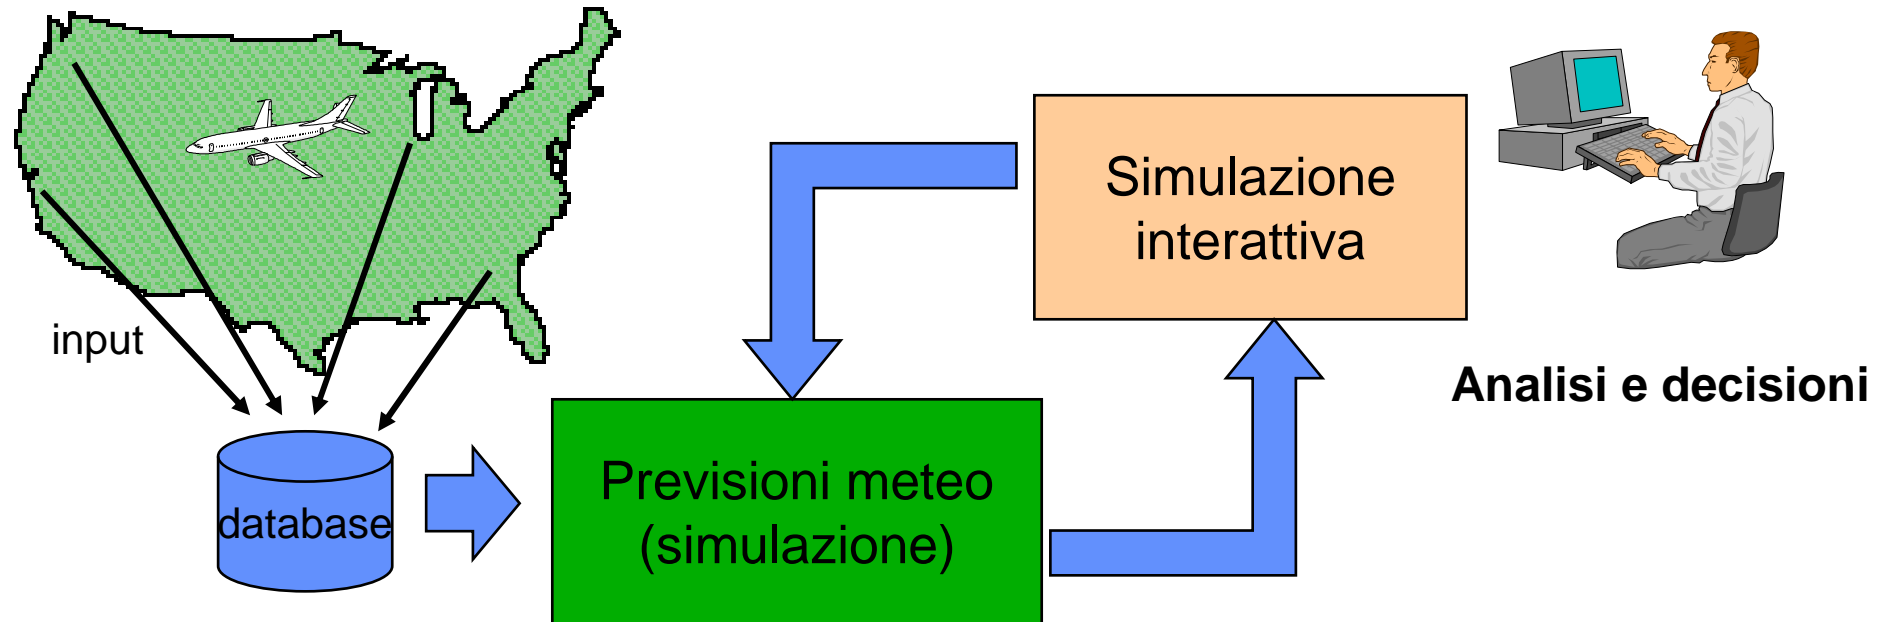 input
database
Previsioni meteo
(simulazione)
Simulazione
interattiva
Analisi e decisioni